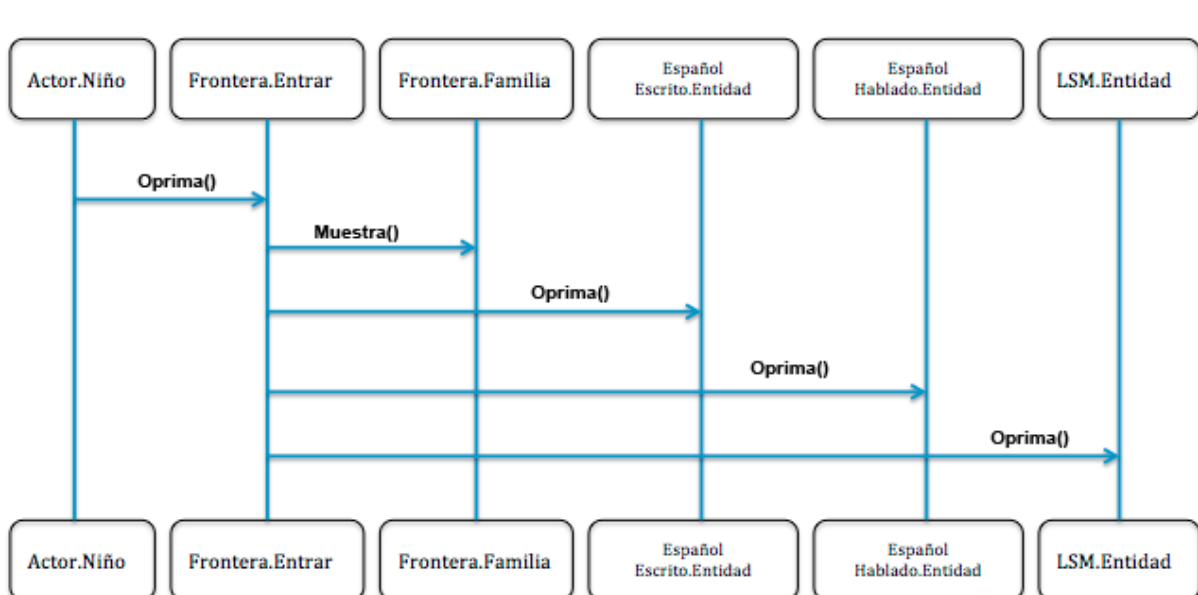 Actor.Niño
Frontera.Entrar
Frontera.Familia
Español
Escrito.Entidad
Español
Hablado.Entidad
LSM.Entidad
Oprima()
Muestra()
Oprima()
Oprima()
Oprima()
Actor.Niño
Frontera.Entrar
Frontera.Familia
Español
Escrito.Entidad
Español
Hablado.Entidad
LSM.Entidad